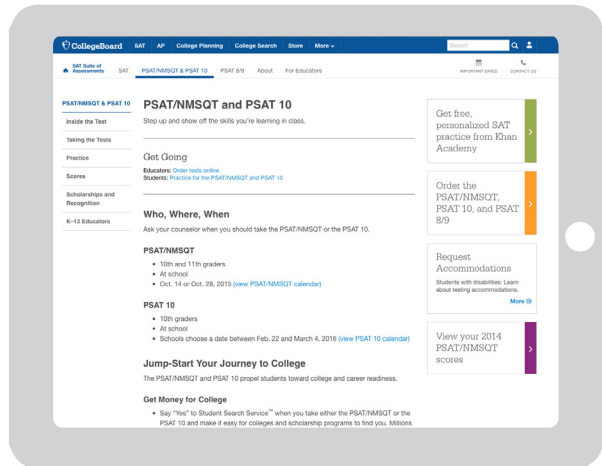 CollegeBoard SAT AP College Planning College Search Store More
Search
SAT Suite of
Assessments SAT PSAT/NMSQT & PSAT 10 PSAT 8/9 About For Educators
IMPORTANT DATES CONTACT US
PSAT/NMSQT & PSAT 10
Inside the Test
Taking the Tests
Practice
Scores
Scholarships and
Recognition
K–12 Educators
PSAT/NMSQT and PSAT 10
Step up and show off the skills you're learning in class.
Get Going
Educators: Order tests online
Students: Practice for the PSAT/NMSQT and PSAT 10
Who, Where, When
Ask your counselor when you should take the PSAT/NMSQT or the PSAT 10.
PSAT/NMSQT
• 10th and 11th graders
• At school
• Oct. 14 or Oct. 28, 2015 (view PSAT/NMSQT calendar)
PSAT 10
• 10th graders
• At school
• Schools choose a date between Feb. 22 and March 4, 2016 (view PSAT 10 calendar)
Jump-Start Your Journey to College
The PSAT/NMSQT and PSAT 10 propel students toward college and career readiness.
Get Money for College
• Say "Yes" to Student Search Service™ when you take either the PSAT/NMSQT or the
PSAT 10 and make it easy for colleges and scholarship programs to find you. Millions
Get free,
personalized SAT
practice from Khan
Academy
Order the
PSAT/NMSQT,
PSAT 10, and PSAT
8/9
Request
Accommodations
Students with disabilities: Learn
about testing accommodations.
More
View your 2014
PSAT/NMSQT
scores